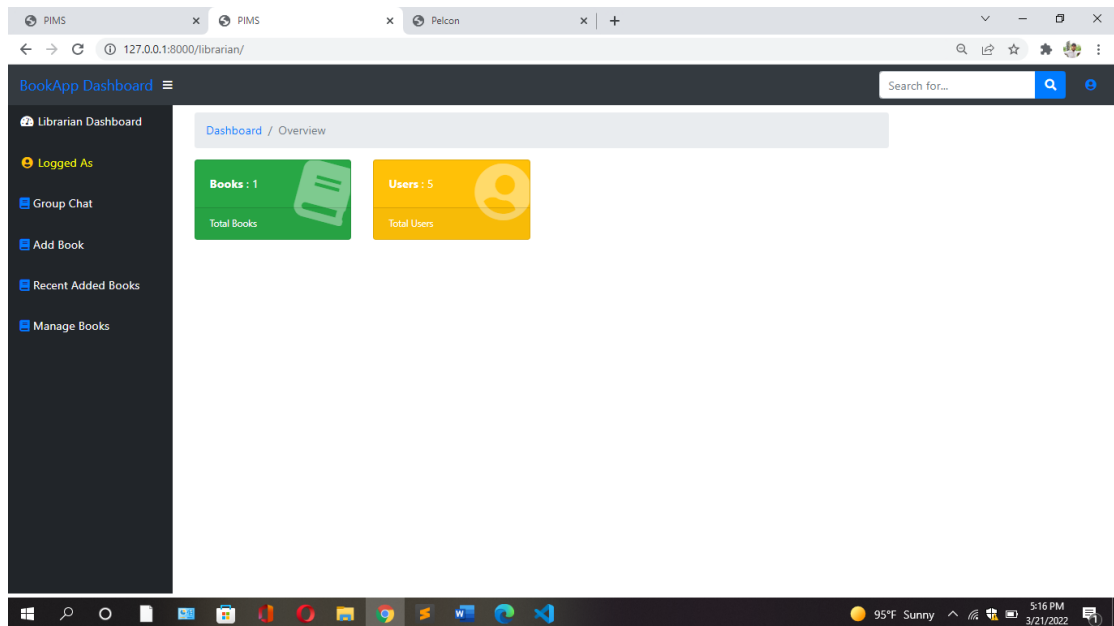 PIMS
PIMS
Pelcon
127.0.0.1:8000/librarian/
BookApp Dashboard
Search for...
Librarian Dashboard
Dashboard / Overview
Logged As
Books : 1
Users : 5
Group Chat
Total Books
Total Users
Add Book
Recent Added Books
Manage Books
95°F Sunny
5:16 PM
3/21/2022